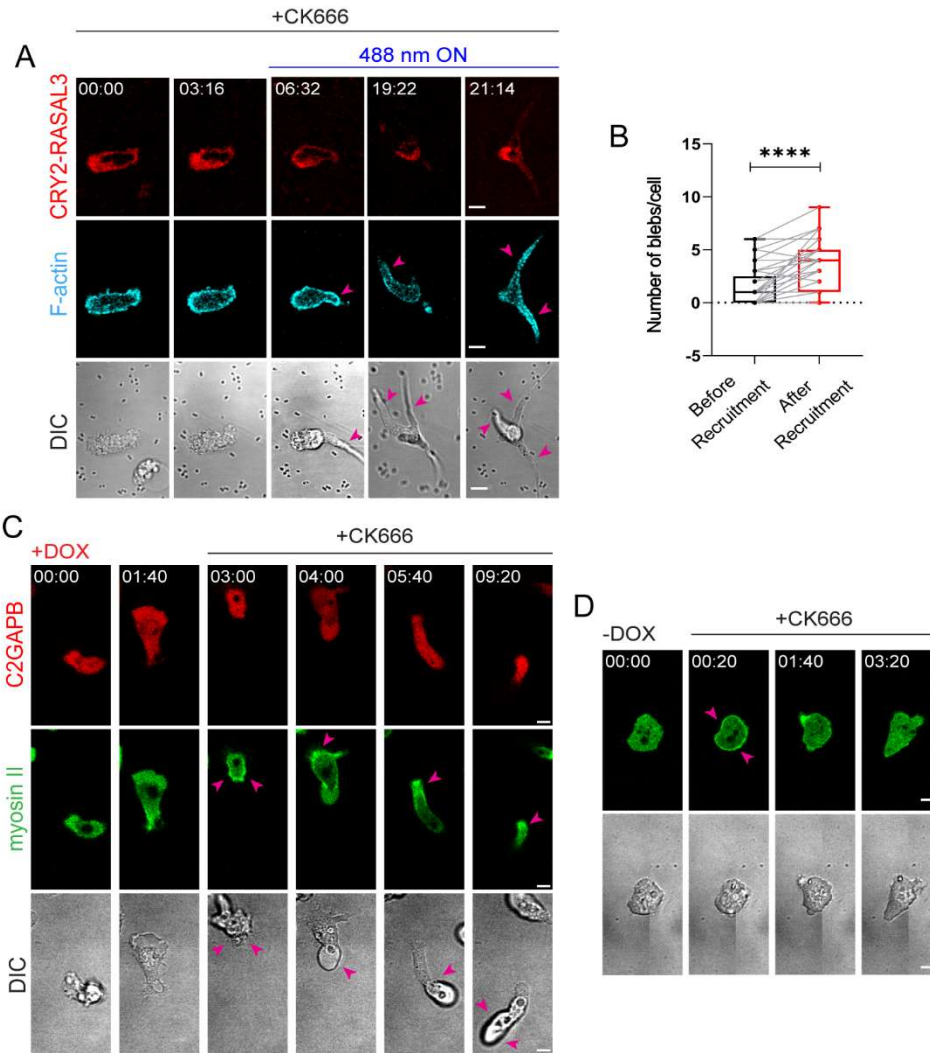 +CK666
488 nm ON
A
CRY2-RASAL3
00:00
03:16
06:32
19:22
21:14
F-actin
DIC
B
Number of blebs/cell
15
10
5
0
-5
****
Before
Recruitment
After
Recruitment
C
+DOX
+CK666
C2GAPB
00:00
01:40
03:00
04:00
05:40
09:20
myosin II
DIC
D
-DOX
+CK666
00:00
00:20
01:40
03:20